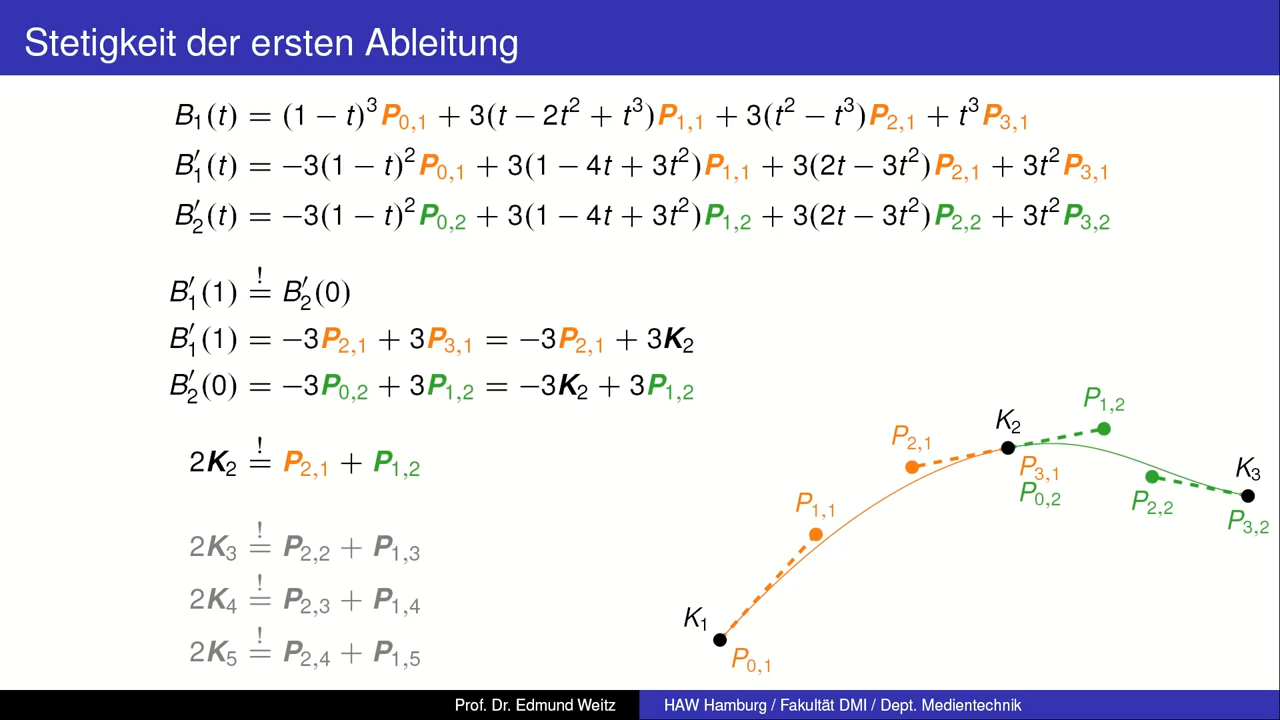 Stetigkeit der ersten Ableitung
B₁(t) = (1 − t)³P₀,₁ + 3(t − 2t² + t³)P₁,₁ + 3(t² − t³)P₂,₁ + t³P₃,₁
B′₁(t) = −3(1 − t)²P₀,₁ + 3(1 − 4t + 3t²)P₁,₁ + 3(2t − 3t²)P₂,₁ + 3t²P₃,₁
B′₂(t) = −3(1 − t)²P₀,₂ + 3(1 − 4t + 3t²)P₁,₂ + 3(2t − 3t²)P₂,₂ + 3t²P₃,₂
B′₁(1) =! B′₂(0)
B′₁(1) = −3P₂,₁ + 3P₃,₁ = −3P₂,₁ + 3K₂
B′₂(0) = −3P₀,₂ + 3P₁,₂ = −3K₂ + 3P₁,₂
2K₂ =! P₂,₁ + P₁,₂
2K₃ =! P₂,₂ + P₁,₃
2K₄ =! P₂,₃ + P₁,₄
2K₅ =! P₂,₄ + P₁,₅
K₁
P₀,₁
P₁,₁
P₂,₁
K₂
P₃,₁
P₀,₂
P₁,₂
P₂,₂
K₃
P₃,₂
Prof. Dr. Edmund Weitz
HAW Hamburg / Fakultät DMI / Dept. Medientechnik